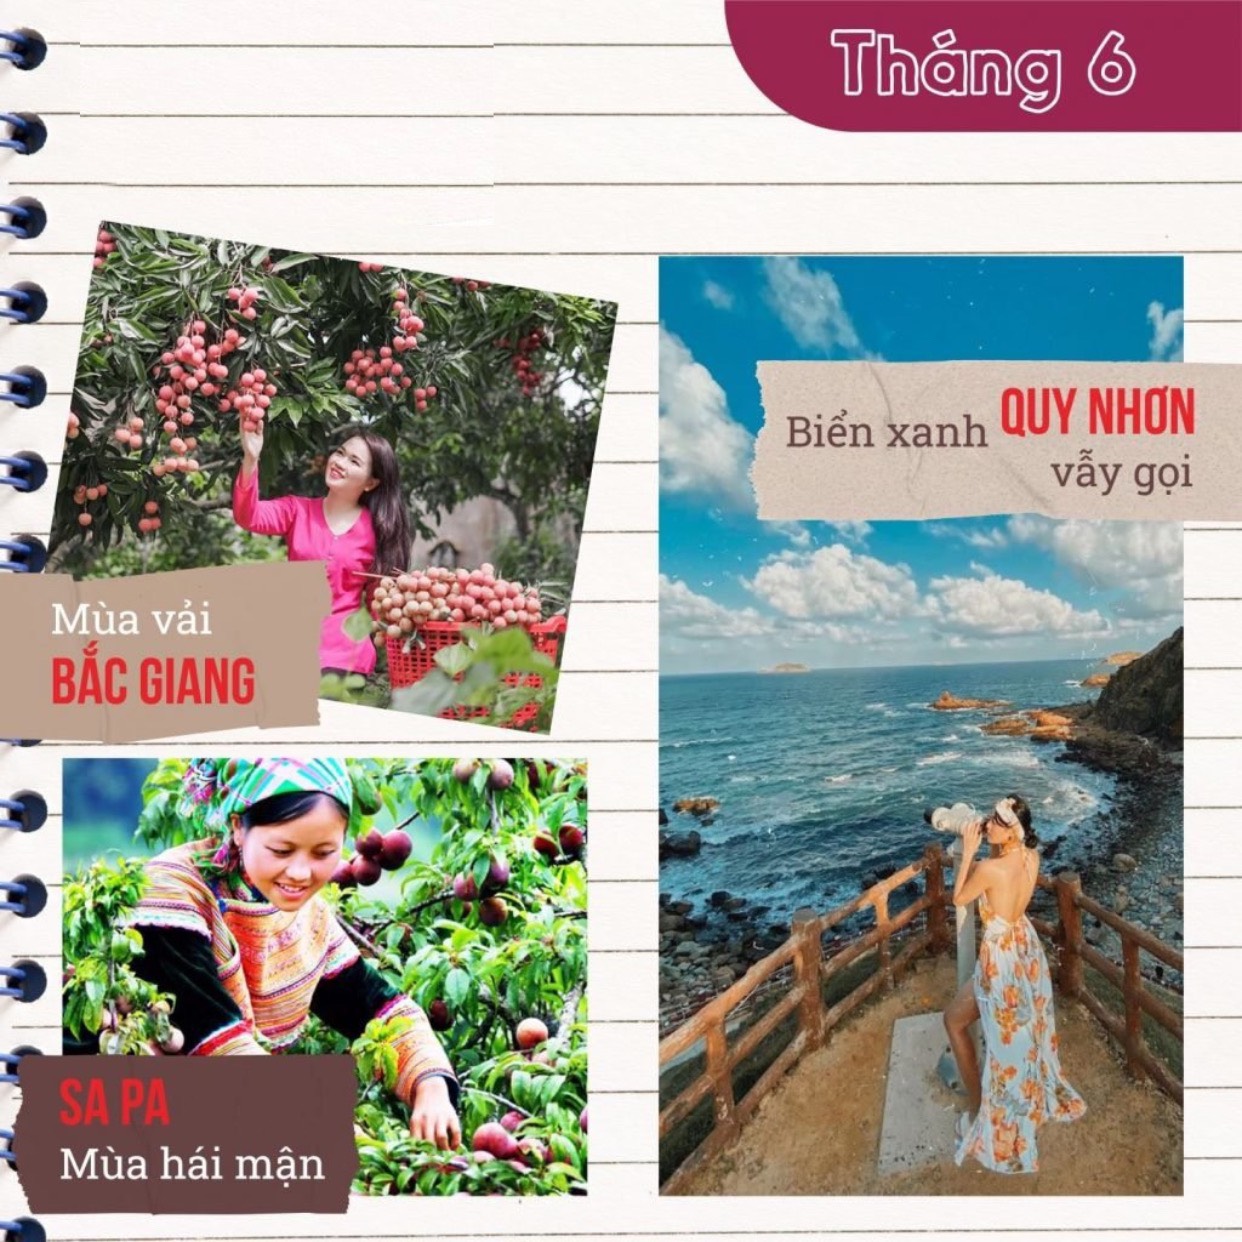 Tháng 6
Mùa vải
BẮC GIANG
Biển xanh QUY NHƠN
vẫy gọi
SA PA
Mùa hái mận